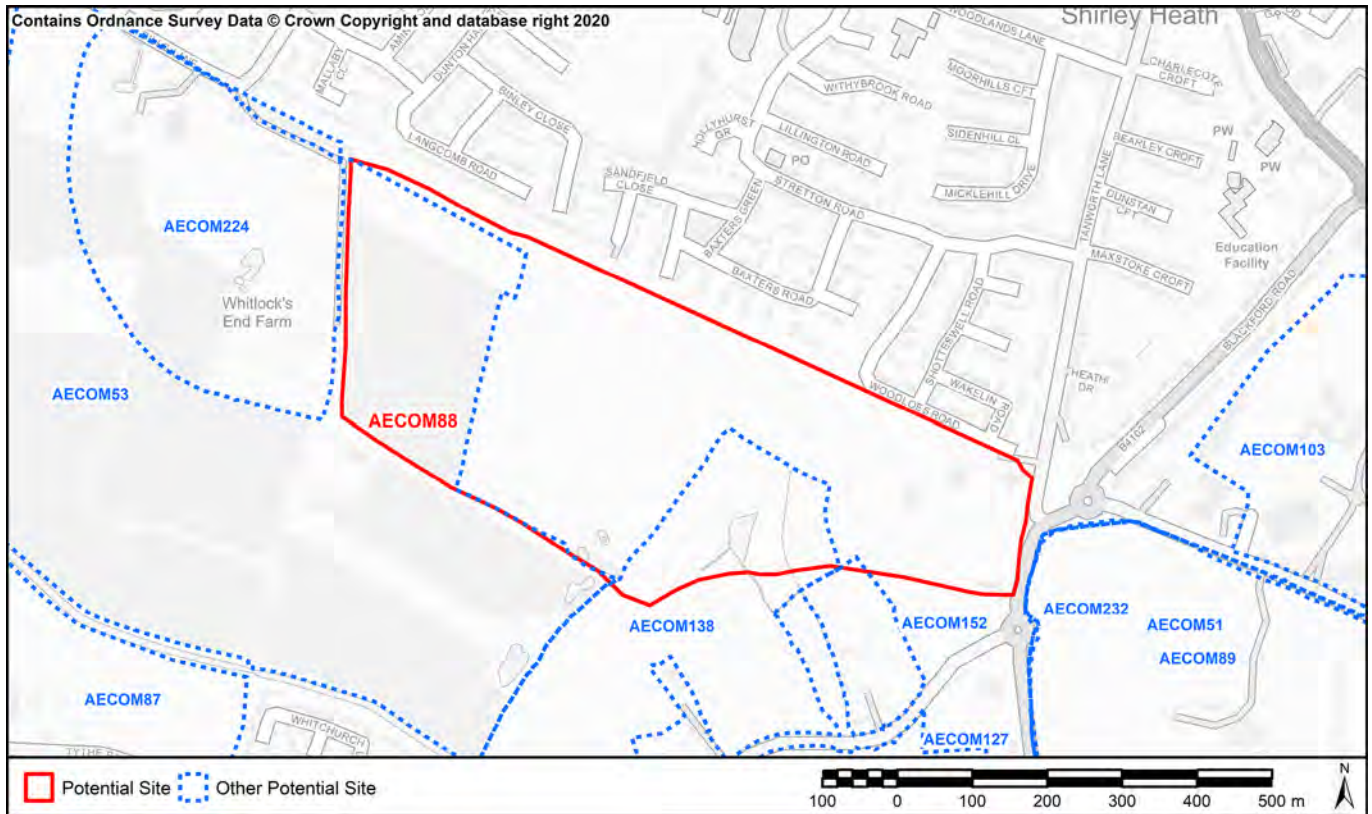 Contains Ordnance Survey Data © Crown Copyright and database right 2020
Shirley Heath
WOODLANDS LANE
MALLABY
CL
BINLEY CLOSE
LANGCOMB ROAD
HOLLYHURST
GR
WITHYBROOK ROAD
LILLINGTON ROAD
PO
MOORHILLS CFT
SIDENHILL CL
MICKLEHILL DRIVE
CHARLECOTE
CROFT
BEARLEY CROFT
DUNSTAN
CFT
TANWORTH LANE
MAXSTOKE CROFT
PW
PW
Education
Facility
BLACKFORD ROAD
B4102
SANDFIELD
CLOSE
BAXTERS GREEN
BAXTERS ROAD
STRETTON ROAD
SHOTTESWELL ROAD
WAKELIN
ROAD
WOODLOES ROAD
HEATH
DR
AECOM224
Whitlock's
End Farm
AECOM53
AECOM88
AECOM103
AECOM138
AECOM152
AECOM232
AECOM51
AECOM89
AECOM87
AECOM127
WHITCHURCH
Potential Site
Other Potential Site
100 0 100 200 300 400 500 m
N